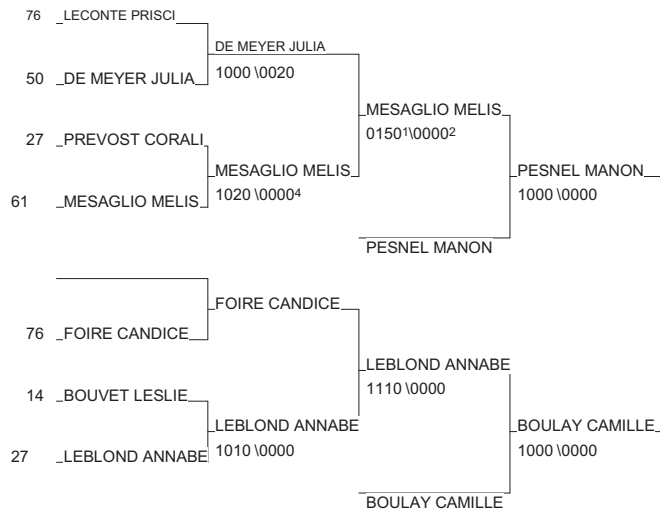 76 LECONTE PRISCI
DE MEYER JULIA
1000 \0020
50 DE MEYER JULIA
MESAGLIO MELIS
0150¹\0000²
27 PREVOST CORALI
MESAGLIO MELIS
1020 \0000⁴
PESNEL MANON
1000 \0000
61 MESAGLIO MELIS
PESNEL MANON
FOIRE CANDICE
76 FOIRE CANDICE
LEBLOND ANNABE
1110 \0000
14 BOUVET LESLIE
LEBLOND ANNABE
1010 \0000
BOULAY CAMILLE
1000 \0000
27 LEBLOND ANNABE
BOULAY CAMILLE